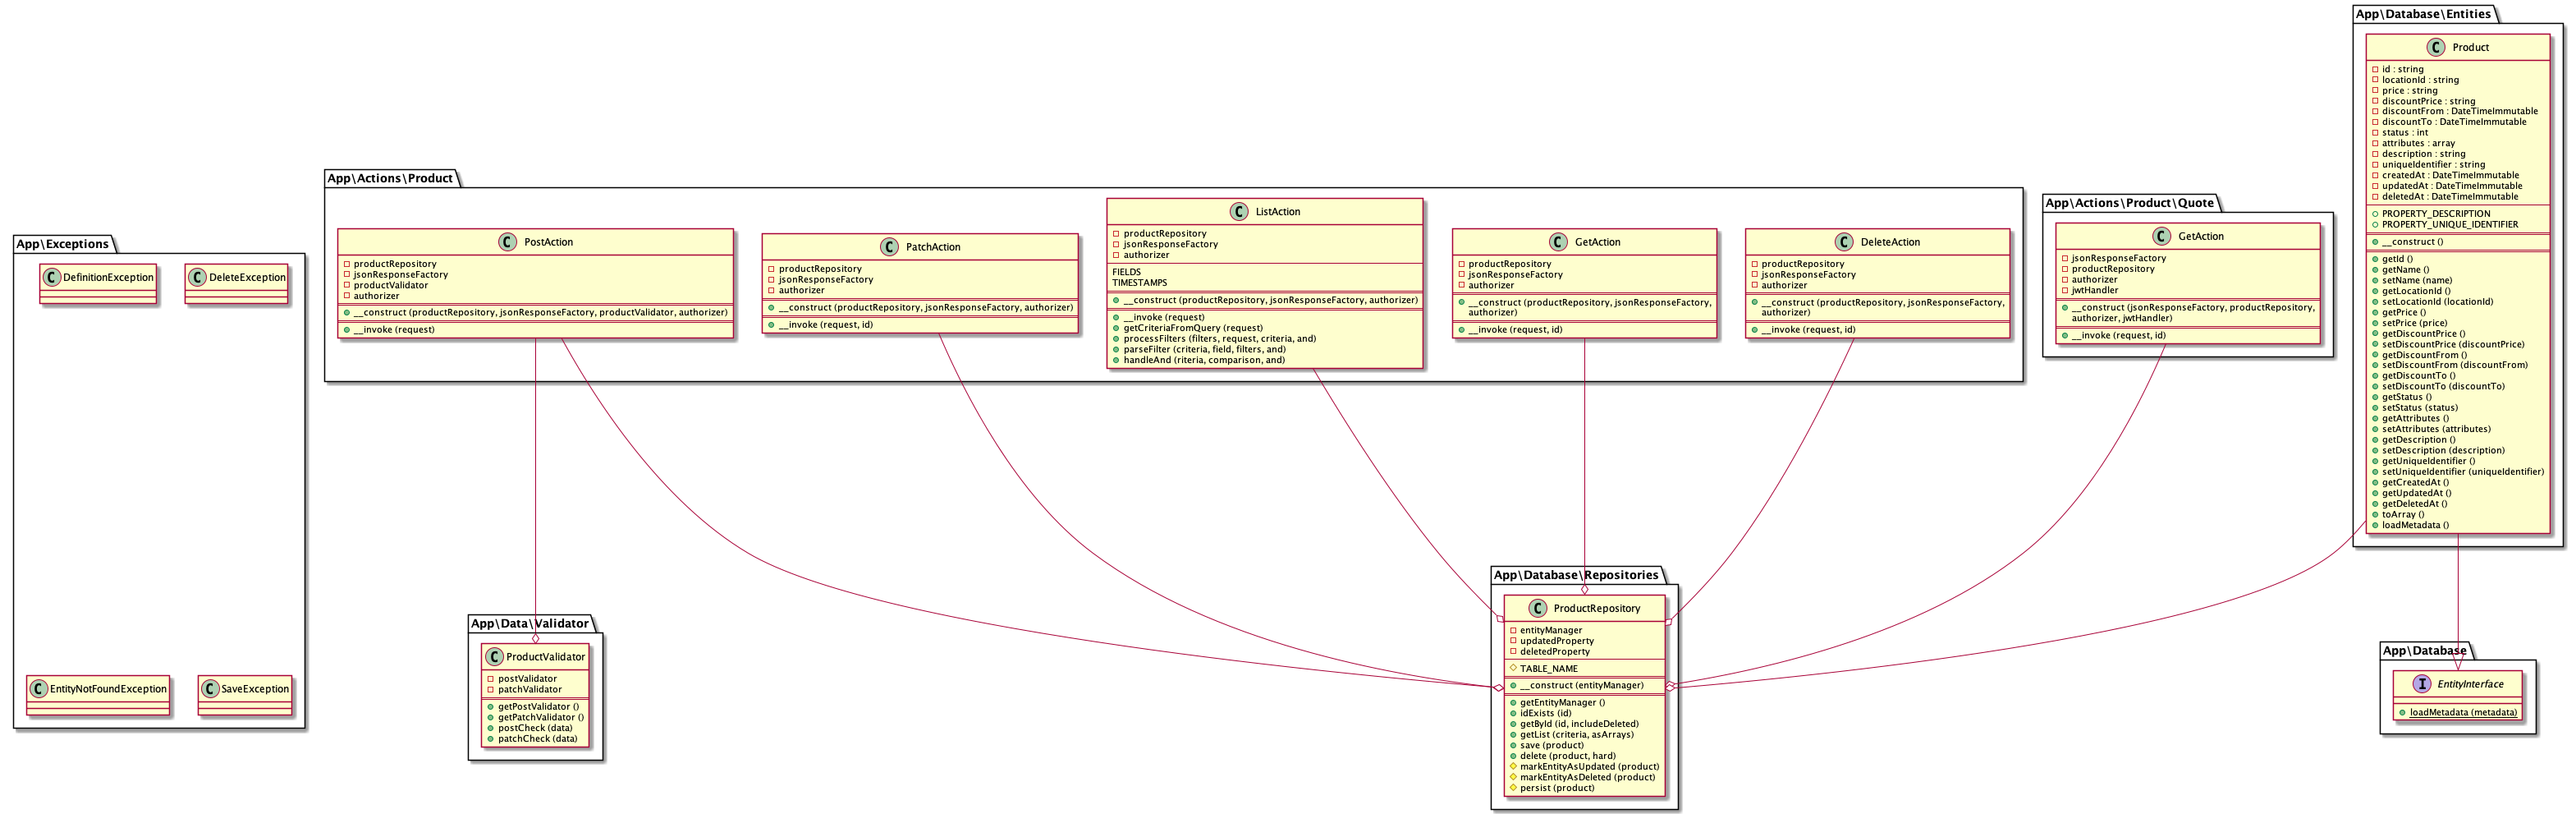 App\Exceptions
C DefinitionException
C DeleteException
C EntityNotFoundException
C SaveException
App\Actions\Product
C PostAction
productRepository
jsonResponseFactory
productValidator
authorizer
__construct (productRepository, jsonResponseFactory, productValidator, authorizer)
__invoke (request)
C PatchAction
productRepository
jsonResponseFactory
authorizer
__construct (productRepository, jsonResponseFactory, authorizer)
__invoke (request, id)
C ListAction
productRepository
jsonResponseFactory
authorizer
FIELDS
TIMESTAMPS
__construct (productRepository, jsonResponseFactory, authorizer)
__invoke (request)
getCriteriaFromQuery (request)
processFilters (filters, request, criteria, and)
parseFilter (criteria, field, filters, and)
handleAnd (riteria, comparison, and)
C GetAction
productRepository
jsonResponseFactory
authorizer
__construct (productRepository, jsonResponseFactory,
authorizer)
__invoke (request, id)
C DeleteAction
productRepository
jsonResponseFactory
authorizer
__construct (productRepository, jsonResponseFactory,
authorizer)
__invoke (request, id)
App\Actions\Product\Quote
C GetAction
jsonResponseFactory
productRepository
authorizer
jwtHandler
__construct (jsonResponseFactory, productRepository,
authorizer, jwtHandler)
__invoke (request, id)
App\Database\Entities
C Product
id : string
locationId : string
price : string
discountPrice : string
discountFrom : DateTimeImmutable
discountTo : DateTimeImmutable
status : int
attributes : array
description : string
uniqueIdentifier : string
createdAt : DateTimeImmutable
updatedAt : DateTimeImmutable
deletedAt : DateTimeImmutable
PROPERTY_DESCRIPTION
PROPERTY_UNIQUE_IDENTIFIER
__construct ()
getId ()
getName ()
setName (name)
getLocationId ()
setLocationId (locationId)
getPrice ()
setPrice (price)
getDiscountPrice ()
setDiscountPrice (discountPrice)
getDiscountFrom ()
setDiscountFrom (discountFrom)
getDiscountTo ()
setDiscountTo (discountTo)
getStatus ()
setStatus (status)
getAttributes ()
setAttributes (attributes)
getDescription ()
setDescription (description)
getUniqueIdentifier ()
setUniqueIdentifier (uniqueIdentifier)
getCreatedAt ()
getUpdatedAt ()
getDeletedAt ()
toArray ()
loadMetadata ()
App\Data\Validator
C ProductValidator
postValidator
patchValidator
getPostValidator ()
getPatchValidator ()
postCheck (data)
patchCheck (data)
App\Database\Repositories
C ProductRepository
entityManager
updatedProperty
deletedProperty
TABLE_NAME
__construct (entityManager)
getEntityManager ()
idExists (id)
getById (id, includeDeleted)
getList (criteria, asArrays)
save (product)
delete (product, hard)
markEntityAsUpdated (product)
markEntityAsDeleted (product)
persist (product)
App\Database
I EntityInterface
loadMetadata (metadata)